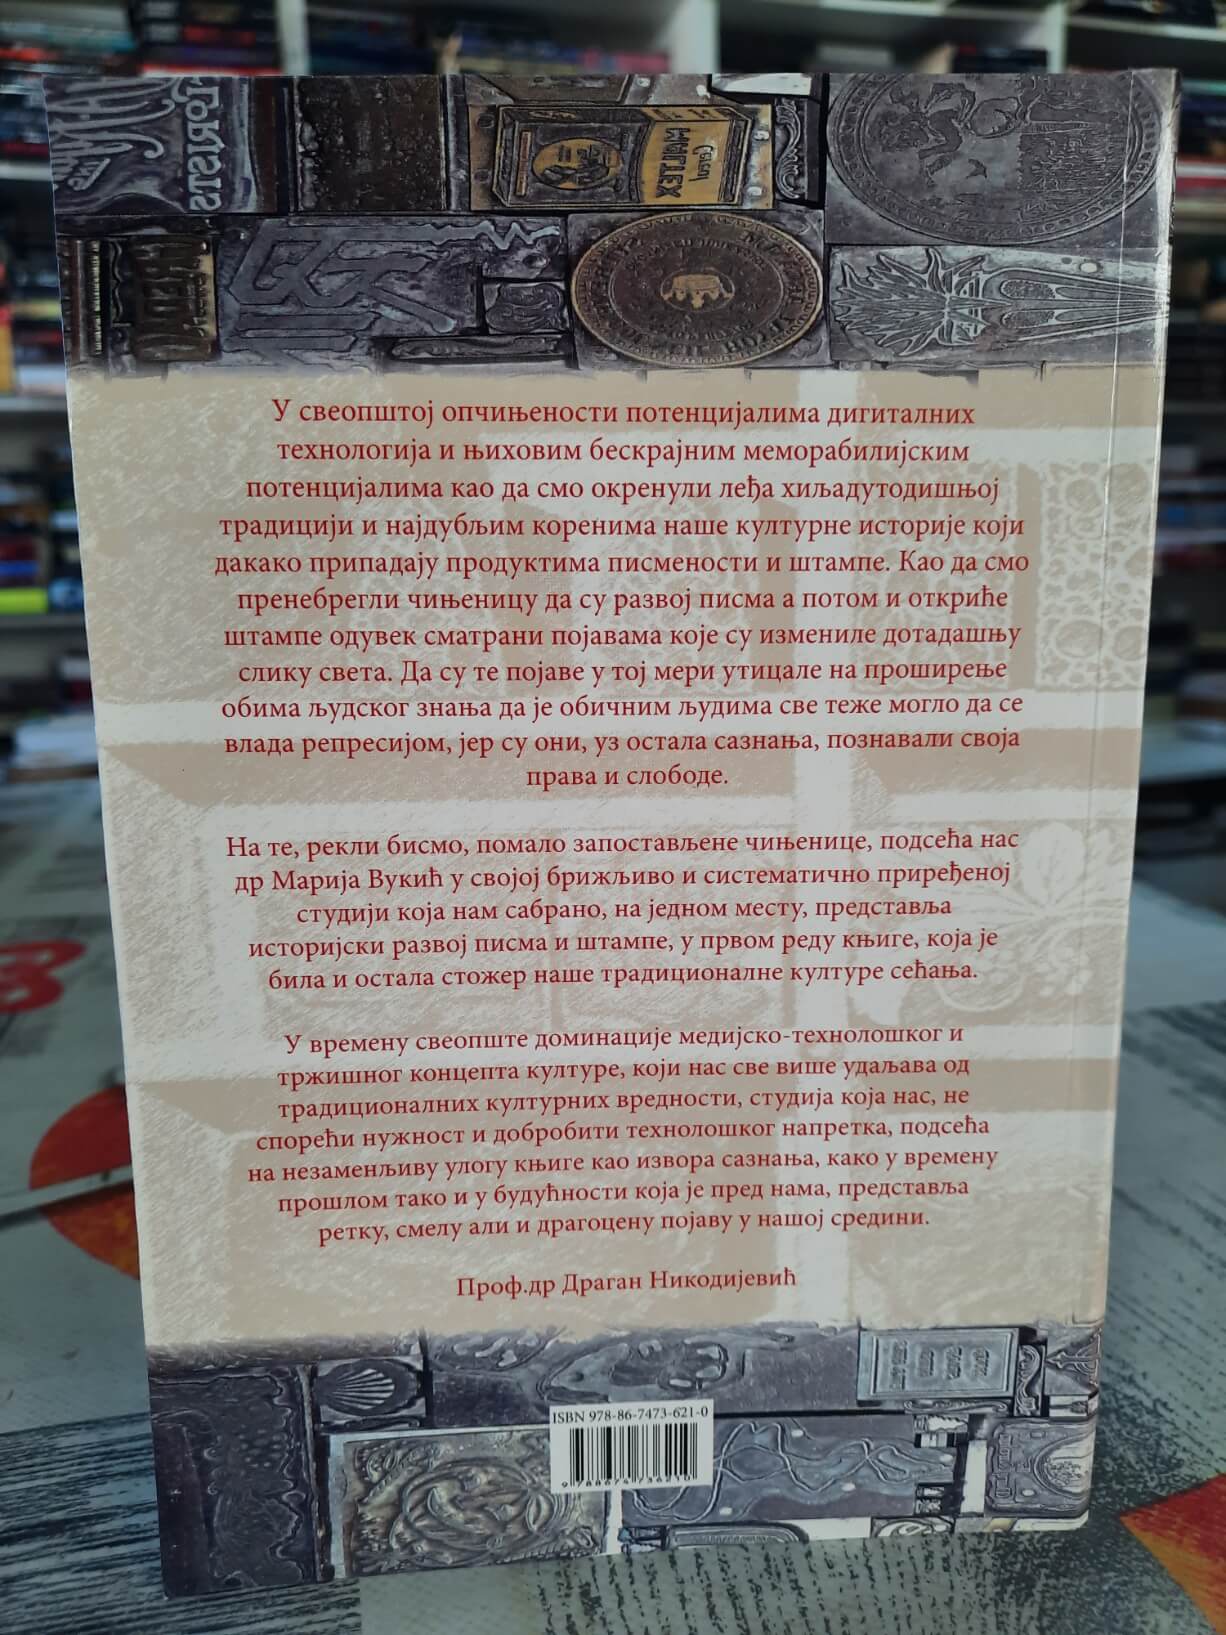 FLORISTS
Cereal
MALTEX
У свеопштој опчињености потенцијалима дигиталних
технологија и њиховим бескрајним меморабилијским
потенцијалима као да смо окренули леђа хиљадутодишњој
традицији и најдубљим коренима наше културне историје који
дакако припадају продуктима писмености и штампе. Као да смо
пренебрегли чињеницу да су развој писма а потом и откриће
штампе одувек сматрани појавама које су измениле дотадашњу
слику света. Да су те појаве у тој мери утицале на проширење
обима људског знања да је обичним људима све теже могло да се
влада репресијом, јер су они, уз остала сазнања, познавали своја
права и слободе.
На те, рекли бисмо, помало запостављене чињенице, подсећа нас
др Марија Вукић у својој брижљиво и систематично приређеној
студији која нам сабрано, на једном месту, представља
историјски развој писма и штампе, у првом реду књиге, која је
била и остала стожер наше традиционалне културе сећања.
У времену свеопште доминације медијско-технолошког и
тржишног концепта културе, који нас све више удаљава од
традиционалних културних вредности, студија која нас, не
спорећи нужност и добробити технолошког напретка, подсећа
на незаменљиву улогу књиге као извора сазнања, како у времену
прошлом тако и у будућности која је пред нама, представља
ретку, смелу али и драгоцену појаву у нашој средини.
Проф.др Драган Никодијевић
ISBN 978-86-7473-621-0
9 788674 736210